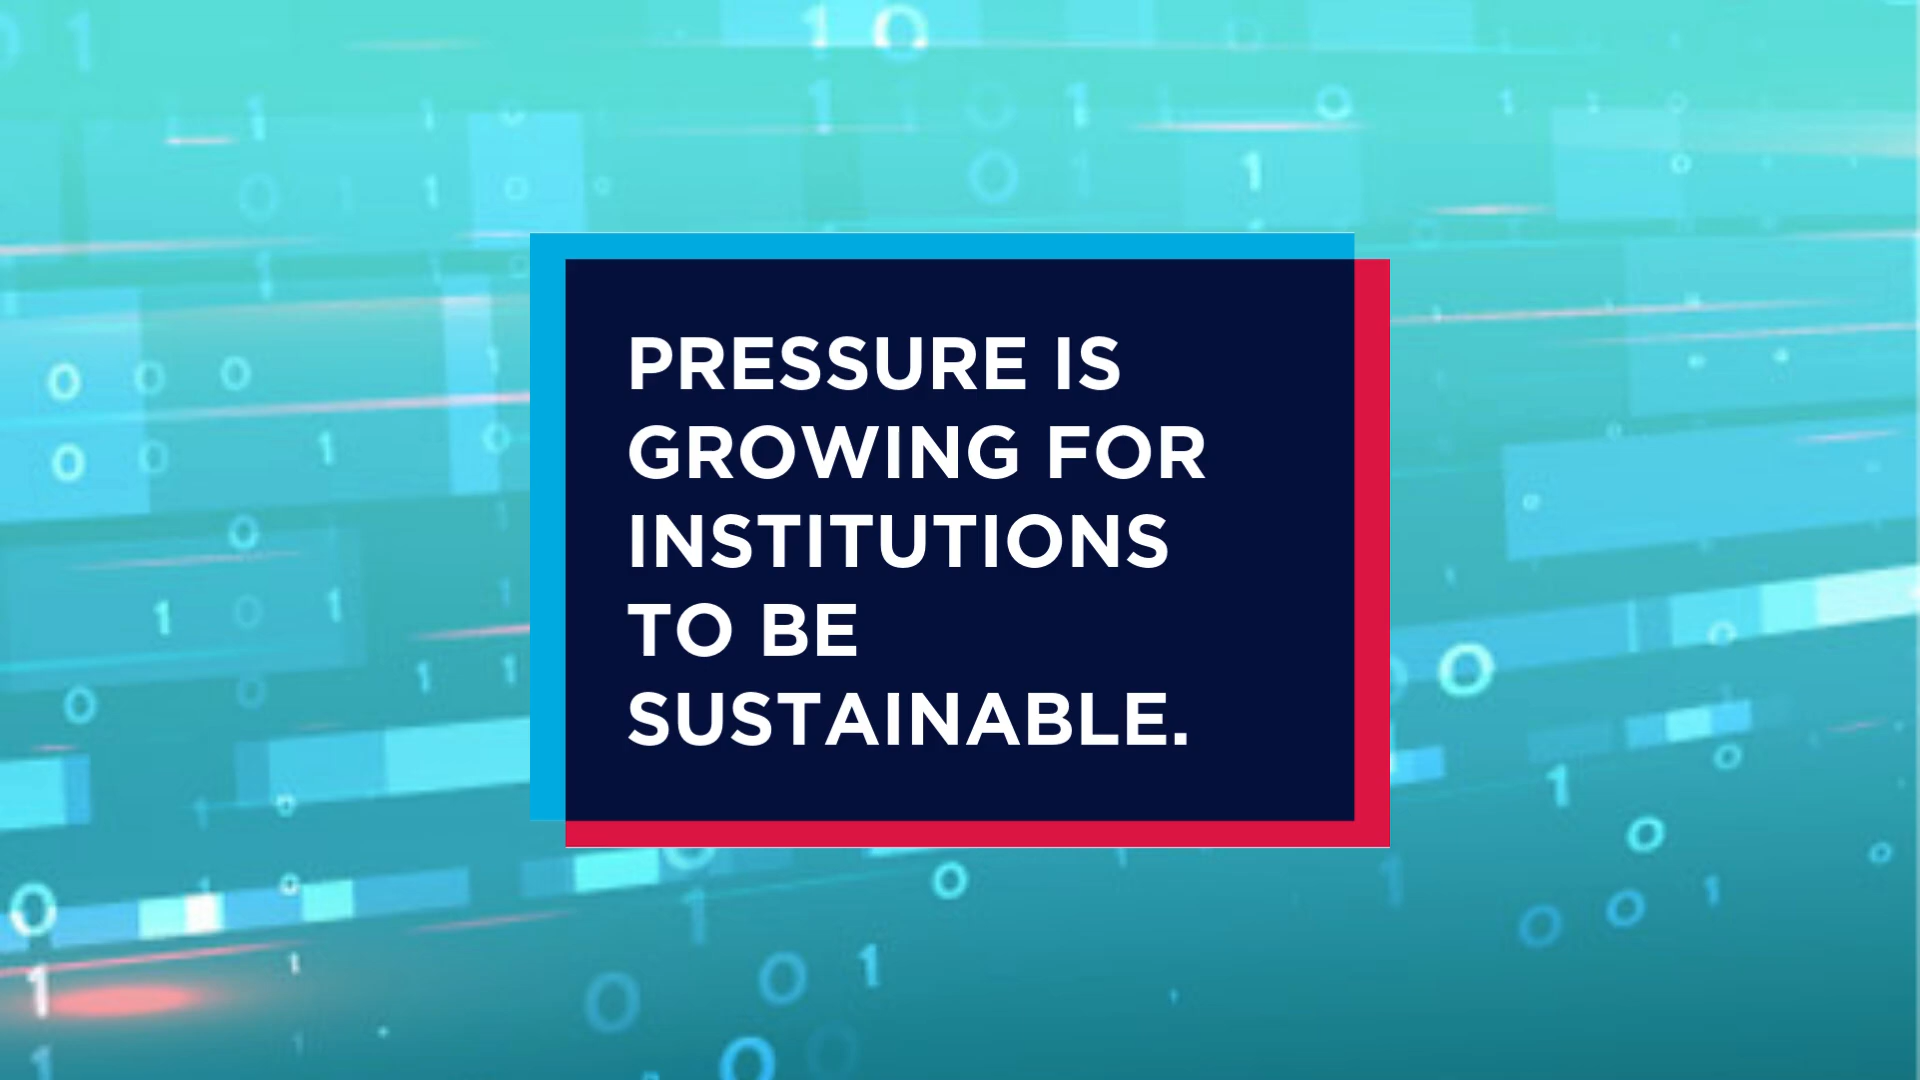 PRESSURE IS
GROWING FOR
INSTITUTIONS
TO BE
SUSTAINABLE.